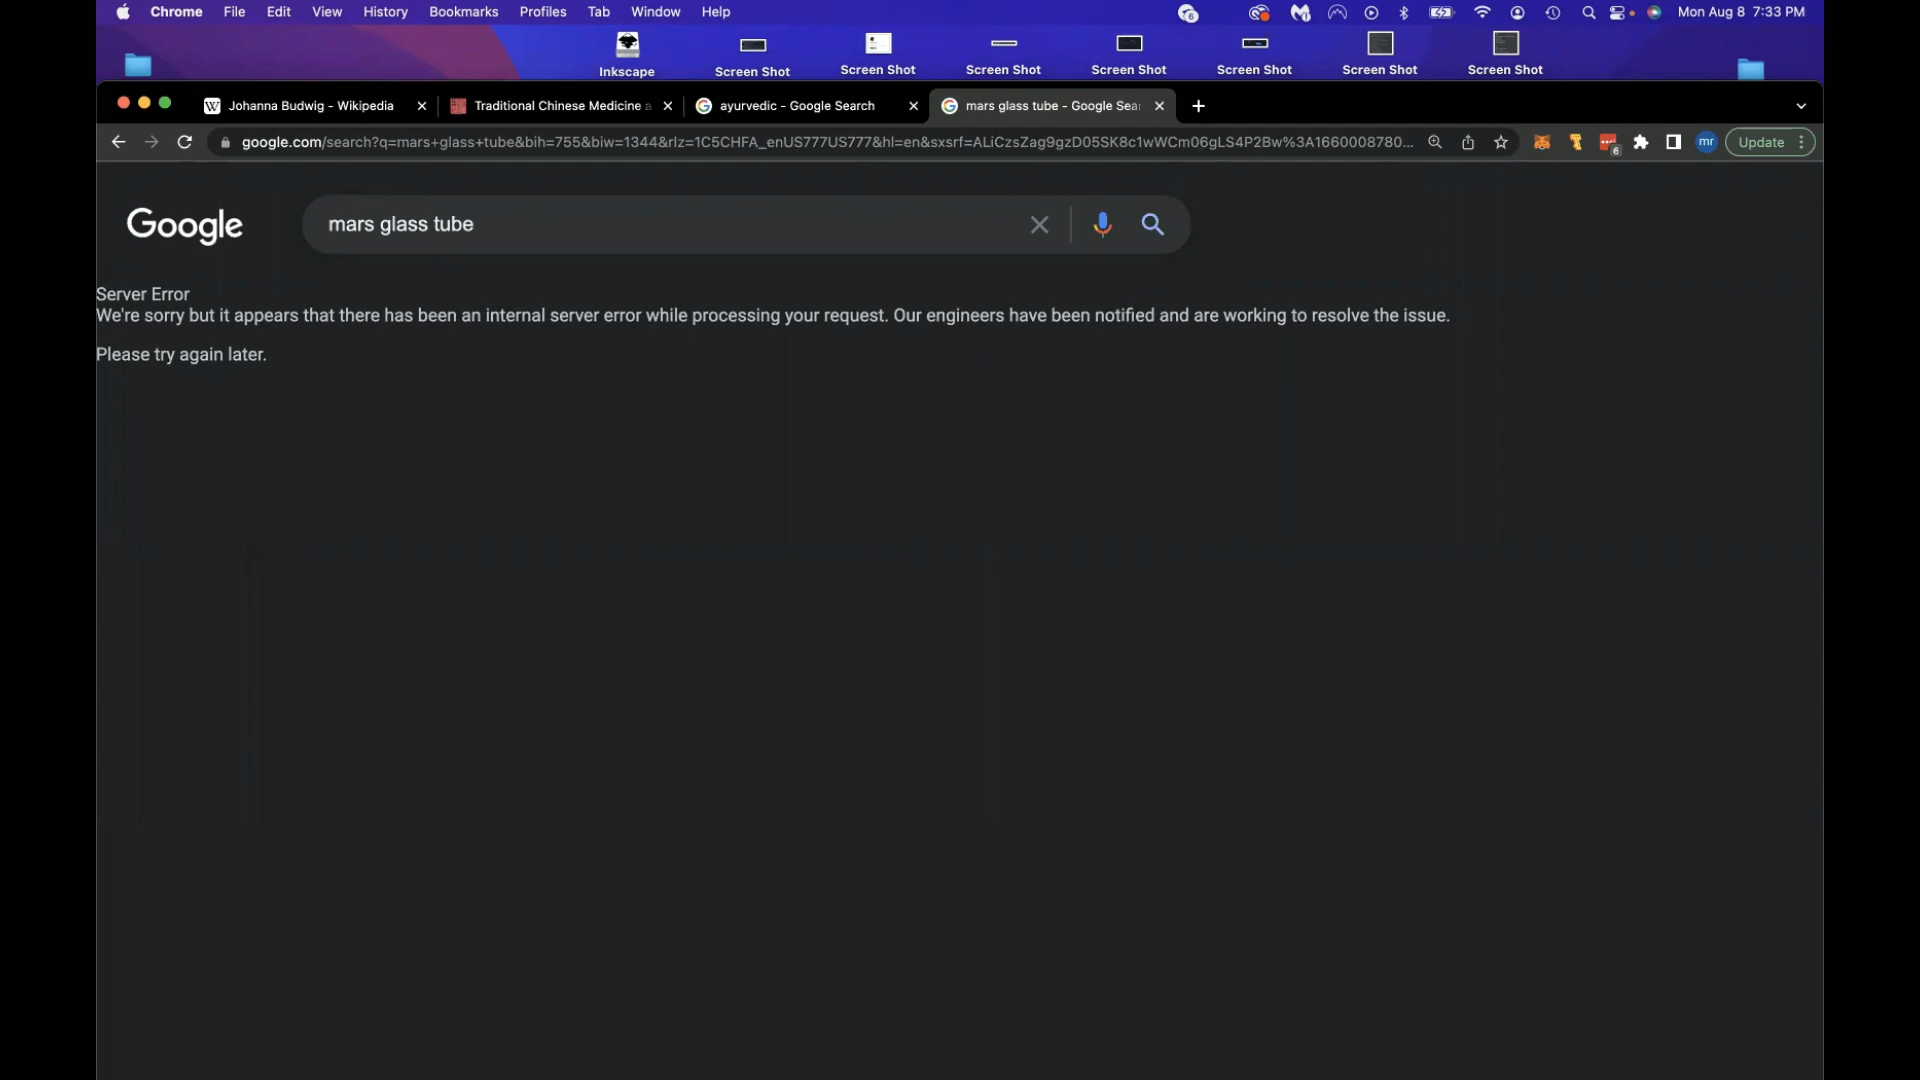 Chrome File Edit View History Bookmarks Profiles Tab Window Help 6 Mon Aug 8 7:33 PM
Inkscape Screen Shot Screen Shot Screen Shot Screen Shot Screen Shot Screen Shot Screen Shot
Johanna Budwig - Wikipedia Traditional Chinese Medicine a ayurvedic - Google Search mars glass tube - Google Sear
google.com/search?q=mars+glass+tube&bih=755&biw=1344&rlz=1C5CHFA_enUS777US777&hl=en&sxsrf=ALiCzsZag9gzD05SK8c1wWCm06gLS4P2Bw%3A1660008780... 6 mr Update
Google mars glass tube
Server Error
We're sorry but it appears that there has been an internal server error while processing your request. Our engineers have been notified and are working to resolve the issue.
Please try again later.